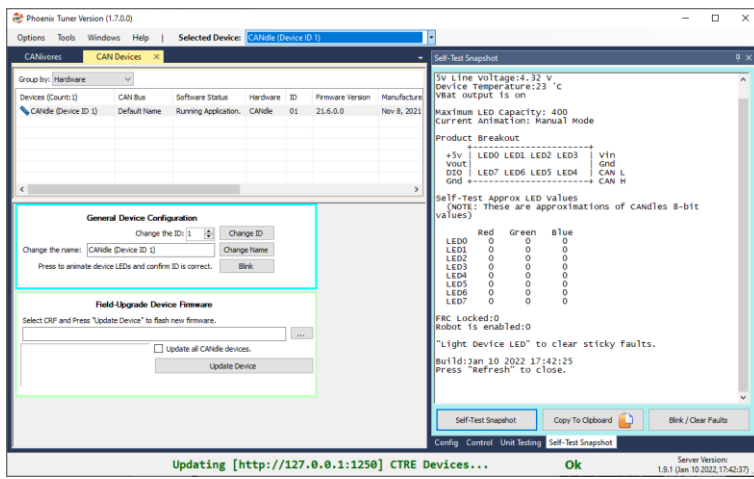 Phoenix Tuner Version (1.7.0.0)
Options Tools Windows Help | Selected Device: CANdle (Device ID 1)
CANivores CAN Devices ×
Group by: Hardware
Devices (Count:1) CAN Bus Software Status Hardware ID Firmware Version Manufacture
CANdle (Device ID 1) Default Name Running Application. CANdle 01 21.6.0.0 Nov 8, 2021
General Device Configuration
Change the ID: 1 Change ID
Change the name: CANdle (Device ID 1) Change Name
Press to animate device LEDs and confirm ID is correct. Blink
Field-Upgrade Device Firmware
Select CRF and Press "Update Device" to flash new firmware.
...
Update all CANdle devices.
Update Device
Self-Test Snapshot
5V Line Voltage:4.32 v
Device Temperature:23 'C
VBat output is on
Maximum LED Capacity: 400
Current Animation: Manual Mode
Product Breakout
+----------------------+
+5v | LED0 LED1 LED2 LED3 | Vin
Vout| | Gnd
DIO | LED7 LED6 LED5 LED4 | CAN L
Gnd +----------------------+ CAN H
Self-Test Approx LED Values
(NOTE: These are approximations of CANdles 8-bit
values)
Red Green Blue
LED0 0 0 0
LED1 0 0 0
LED2 0 0 0
LED3 0 0 0
LED4 0 0 0
LED5 0 0 0
LED6 0 0 0
LED7 0 0 0
FRC Locked:0
Robot is enabled:0
"Light Device LED" to clear sticky faults.
Build:Jan 10 2022 17:42:25
Press "Refresh" to close.
Self-Test Snapshot Copy To Clipboard Blink / Clear Faults
Config Control Unit Testing Self-Test Snapshot
Updating [http://127.0.0.1:1250] CTRE Devices... Ok
Server Version:
1.9.1 (Jan 10 2022,17:42:37)